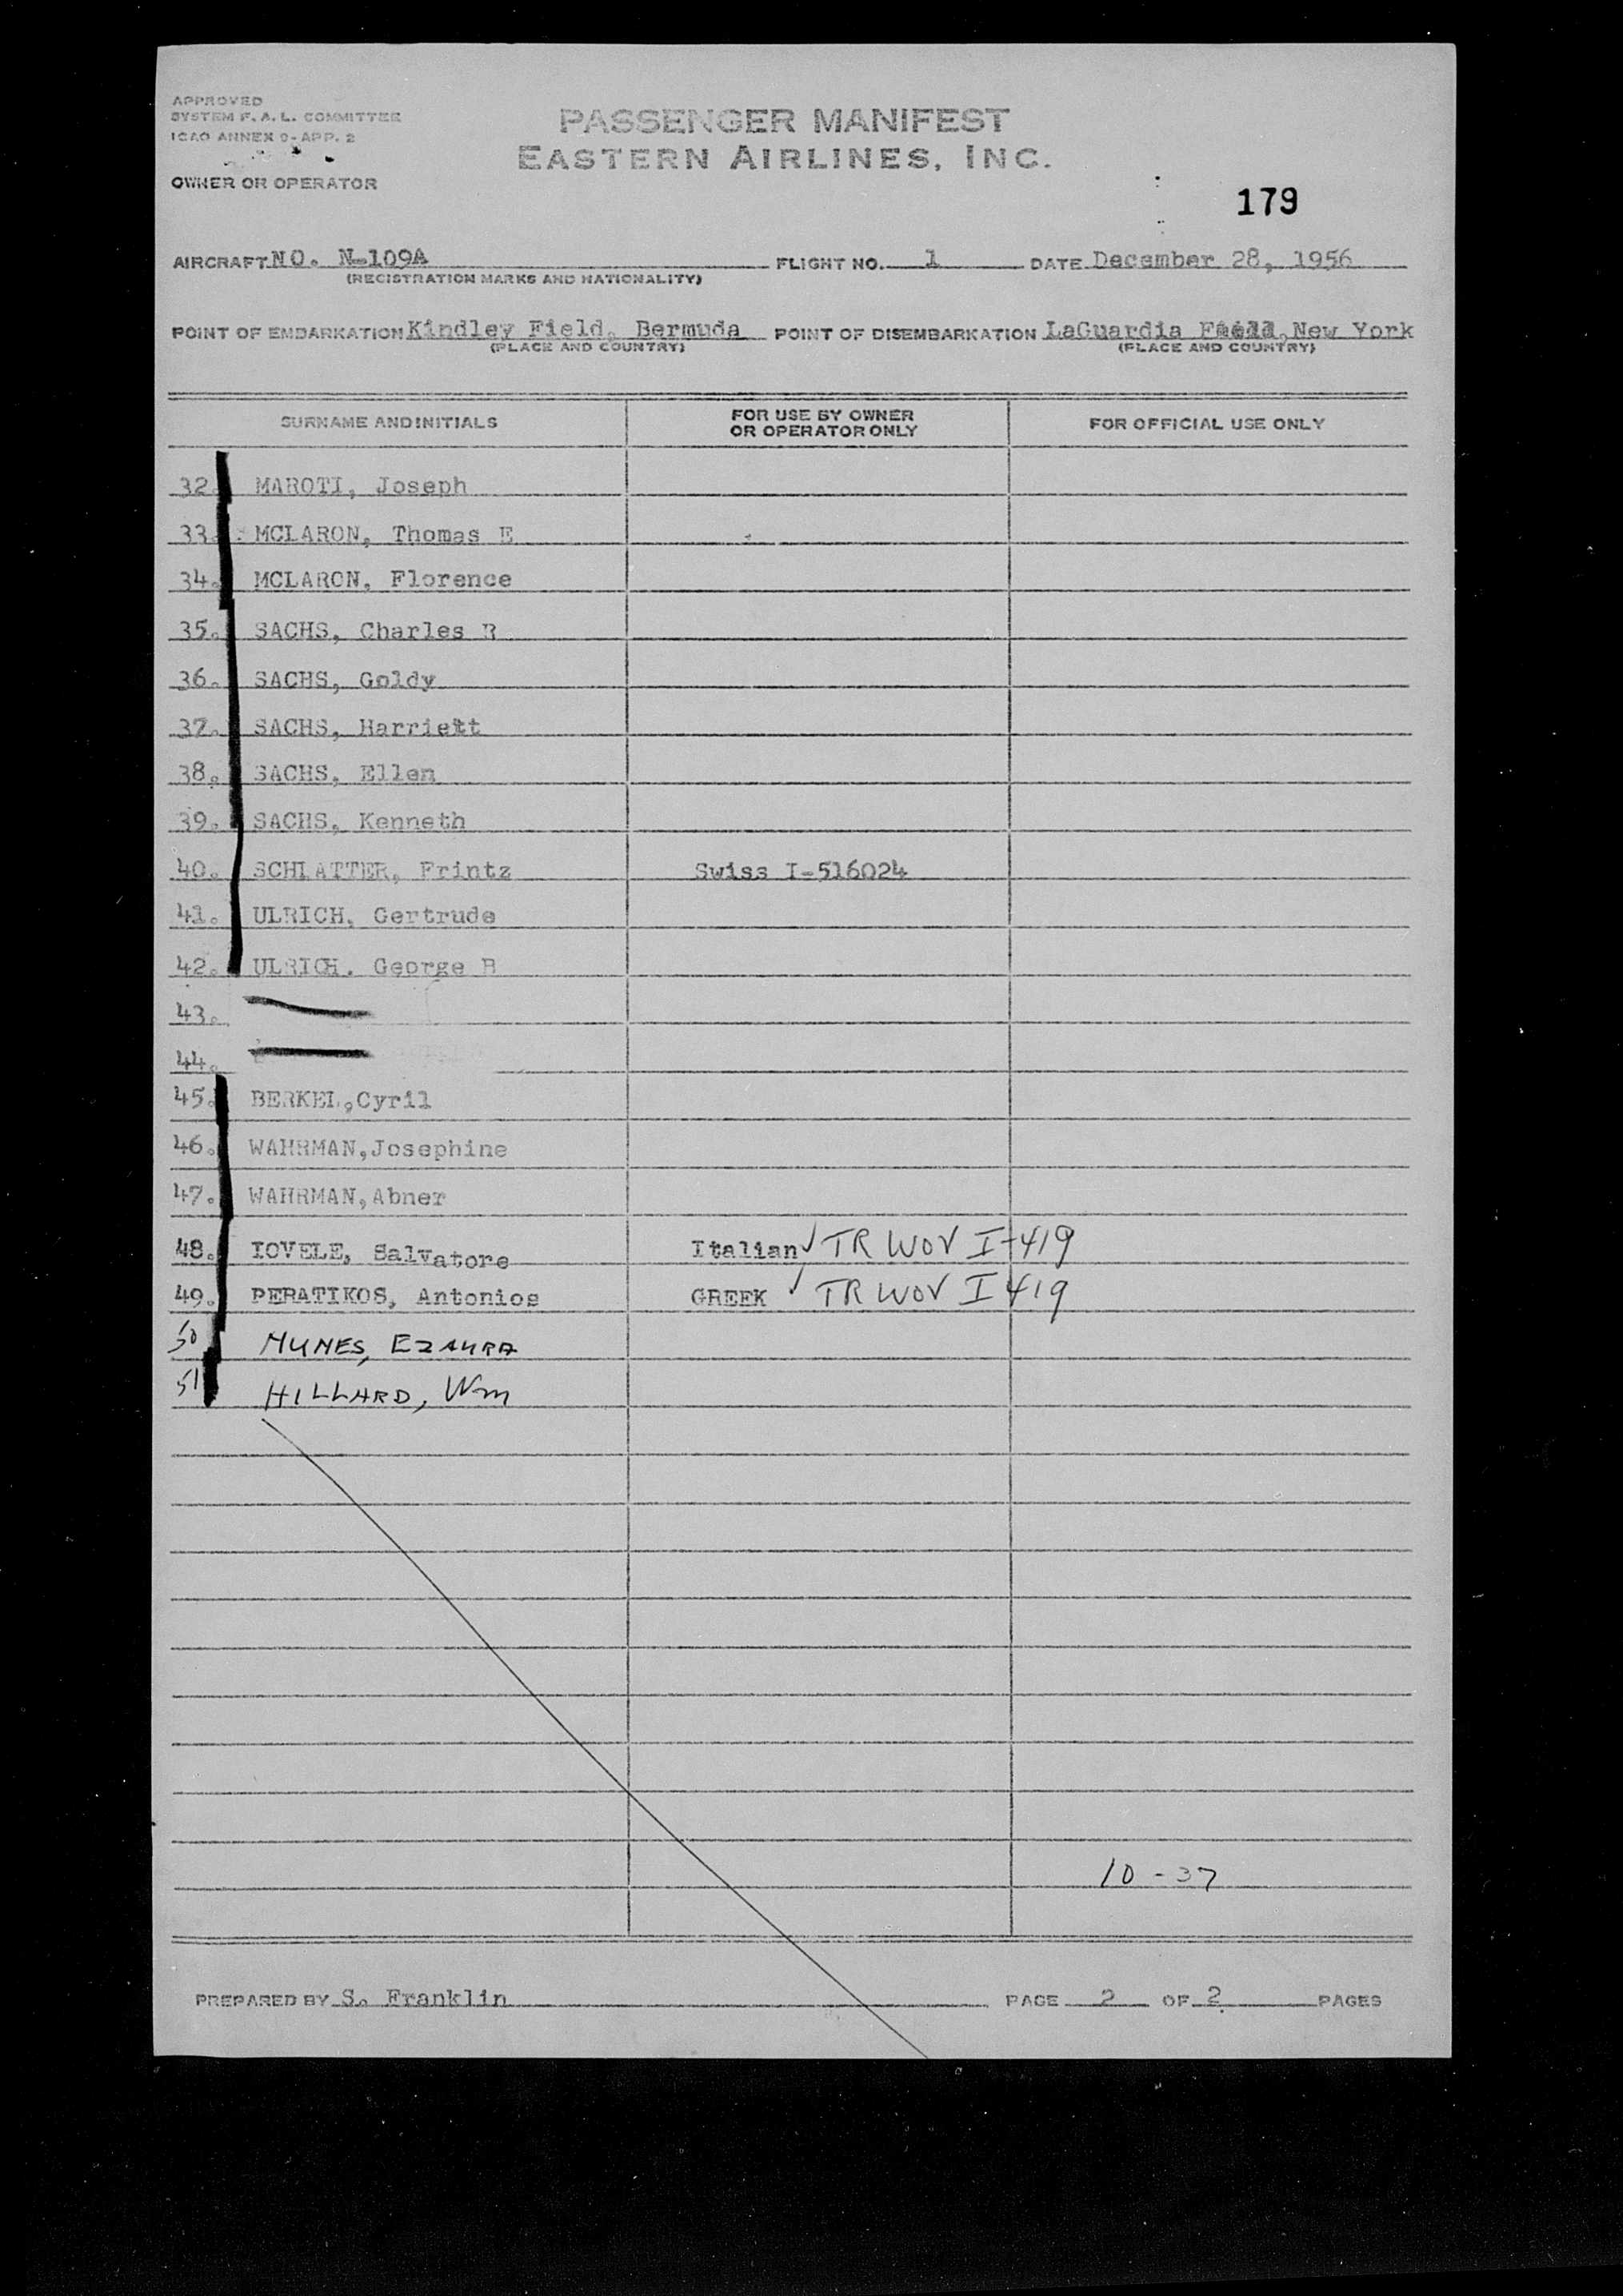 APPROVED
SYSTEM F. A. L. COMMITTEE
ICAO ANNEX 9-APP. 2
OWNER OR OPERATOR
PASSENGER MANIFEST
EASTERN AIRLINES, INC.
179
AIRCRAFT NO. N-109A FLIGHT NO. 1 DATE December 28, 1956
(REGISTRATION MARKS AND NATIONALITY)
POINT OF EMBARKATION Kindley Field, Bermuda POINT OF DISEMBARKATION LaGuardia Field, New York
(PLACE AND COUNTRY) (PLACE AND COUNTRY)
SURNAME AND INITIALS FOR USE BY OWNER OR OPERATOR ONLY FOR OFFICIAL USE ONLY
32. MAROTI, Joseph
33. MCLARON, Thomas E
34. MCLARON, Florence
35. SACHS, Charles R
36. SACHS, Goldy
37. SACHS, Harriett
38. SACHS, Ellen
39. SACHS, Kenneth
40. SCHLATTER, Frintz Swiss I-516024
41. ULRICH, Gertrude
42. ULRICH. George B
43.
44.
45. BERKEL,Cyril
46. WAHRMAN,Josephine
47. WAHRMAN,Abner
48. IOVELE, Salvatore Italian √ TR WOV I-419
49. PERATIKOS, Antonios GREEK √ TR WOV I 419
50 NUNES, EZAURA
51 HILLARD, Wm
10-37
PREPARED BY S. Franklin PAGE 2 OF 2 PAGES